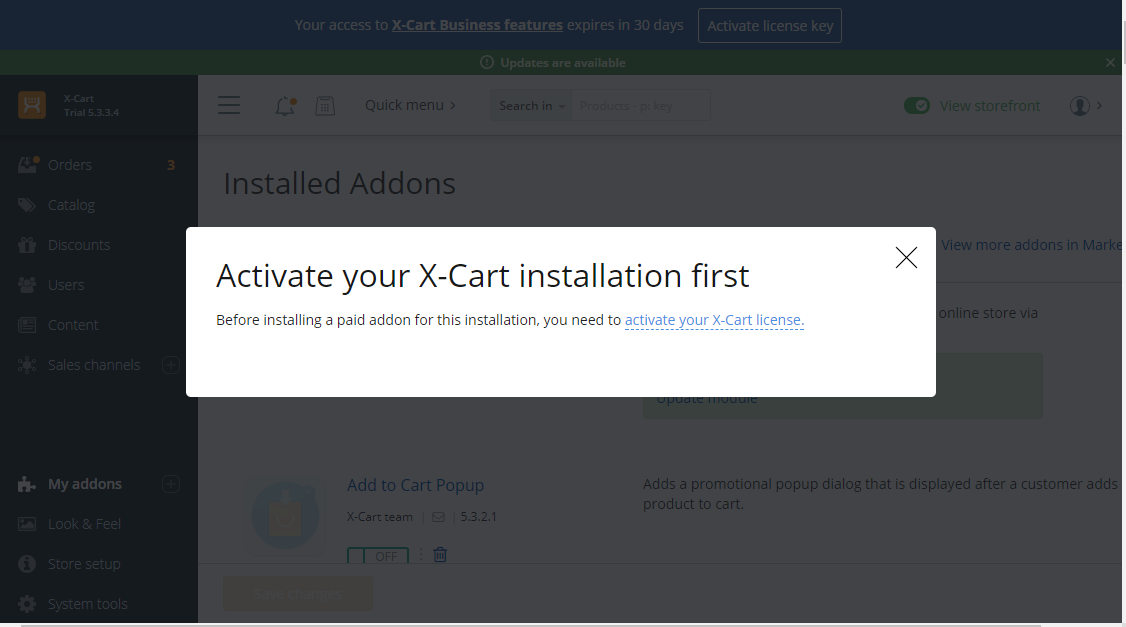 Your access to X-Cart Business features expires in 30 days
Activate license key
Updates are available
X-Cart
Trial 5.3.3.4
Quick menu
Search in
Products - p: key
View storefront
Orders
3
Catalog
Discounts
Users
Content
Sales channels
My addons
Look & Feel
Store setup
System tools
Installed Addons
View more addons in Marke
online store via
Activate your X-Cart installation first
Before installing a paid addon for this installation, you need to activate your X-Cart license.
Update module
Add to Cart Popup
X-Cart team | | 5.3.2.1
OFF
Adds a promotional popup dialog that is displayed after a customer adds
product to cart.
Save changes